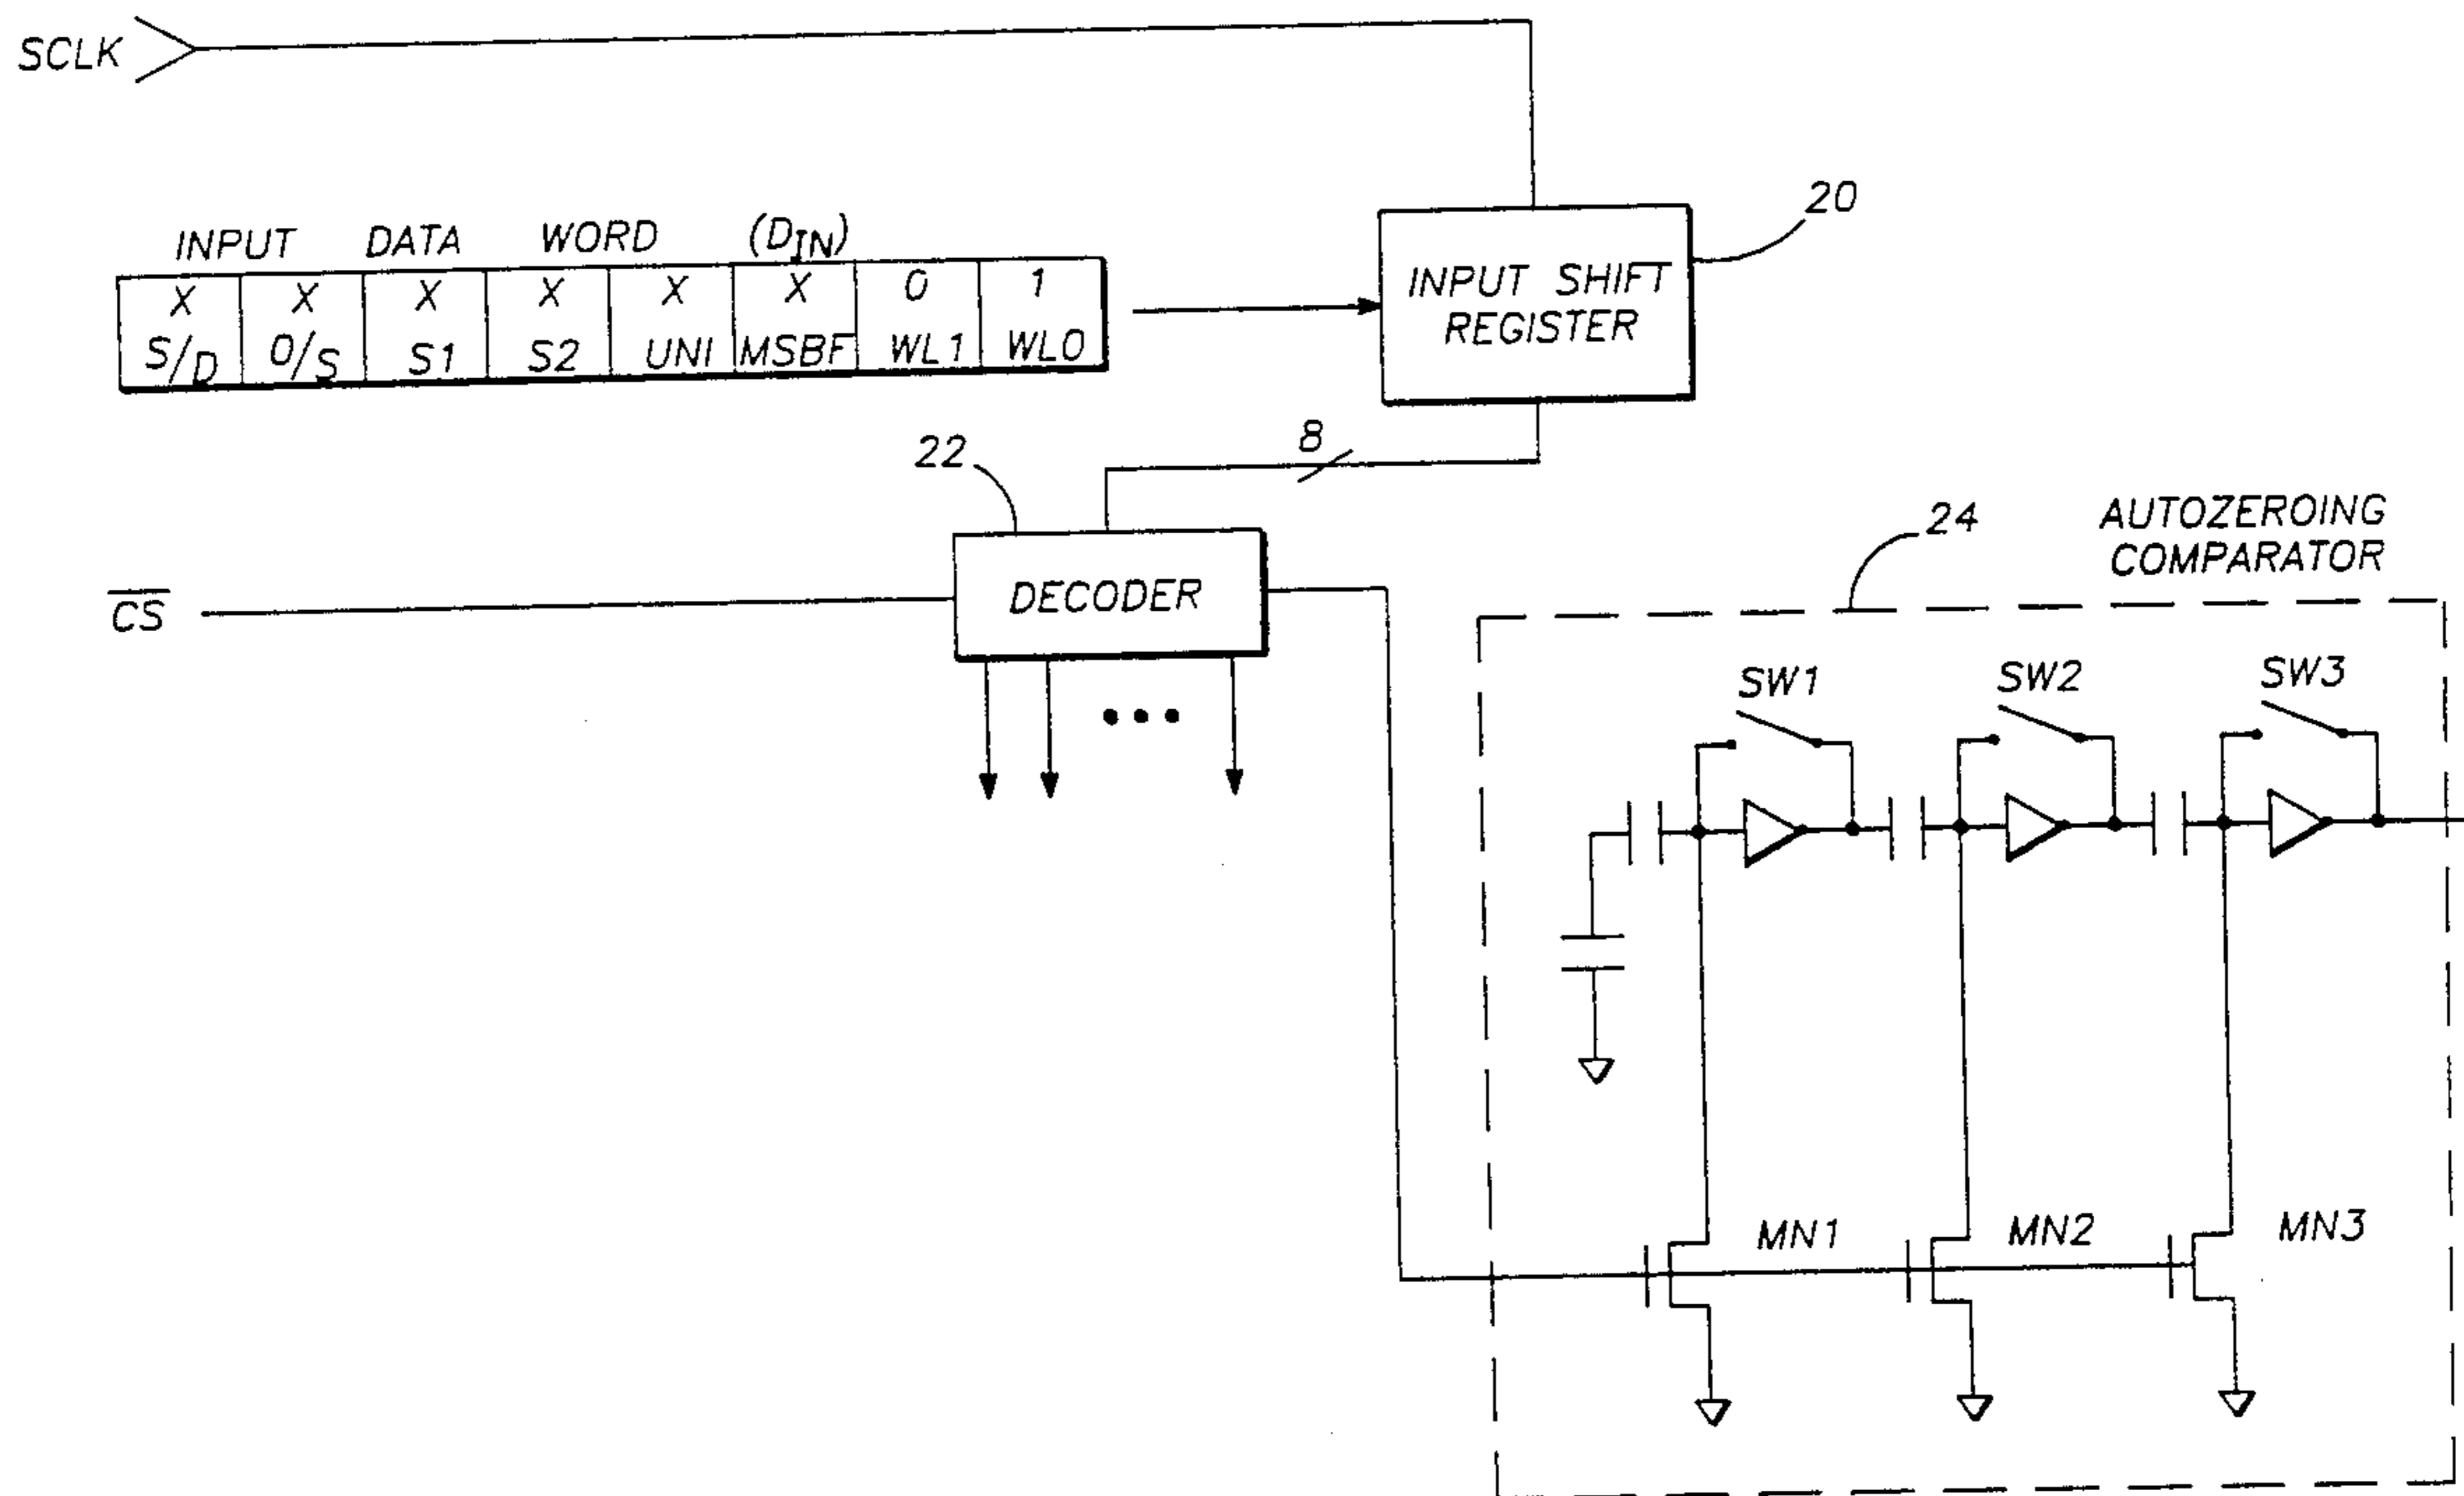 SCLK
20
INPUT DATA WORD (DIN)
X X X X X X 0 1
S/D O/S S1 S2 UNI MSBF WL1 WL0
INPUT SHIFT
REGISTER
8
22
24
AUTOZEROING
COMPARATOR
CS
DECODER
SW1 SW2 SW3
MN1 MN2 MN3